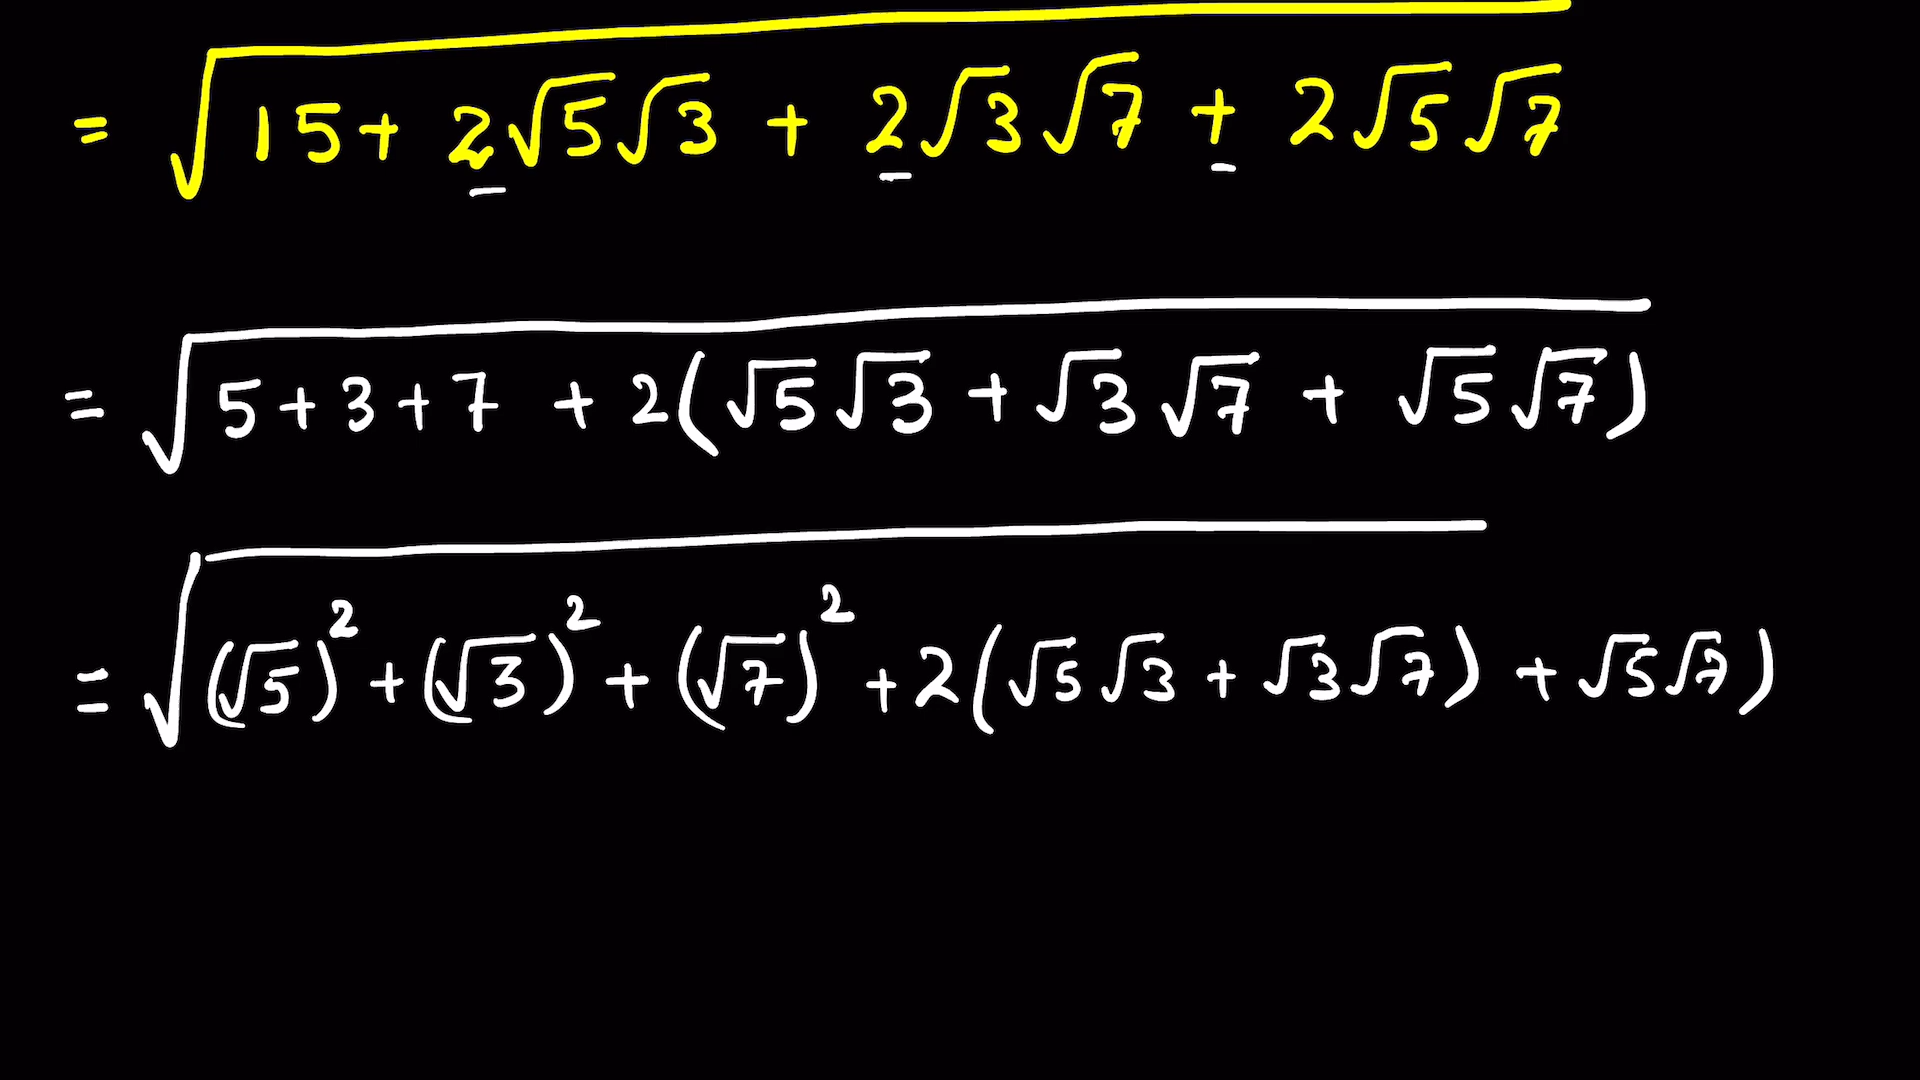 = √(15 + 2√5√3 + 2√3√7 + 2√5√7
= √(5+3+7 + 2(√5√3 + √3√7 + √5√7)
= √((√5)² + (√3)² + (√7)² + 2(√5√3 + √3√7) + √5√7)